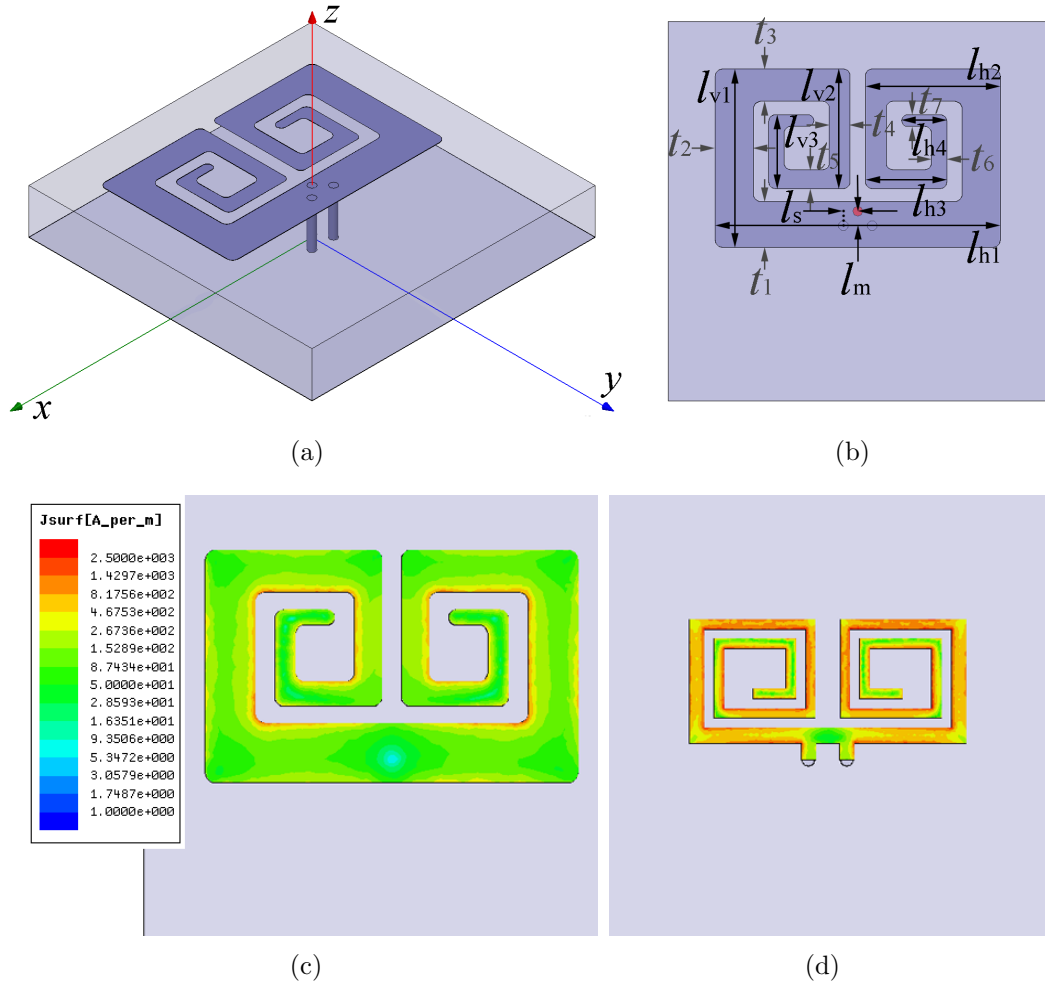 z
x
y
(a)
t3
lv1
lv2
lh2
t7
t2
lv3
t4
lh4
t5
t6
ls
lh3
lh1
t1
lm
(b)
Jsurf[A_per_m]
2.5000e+003
1.4297e+003
8.1756e+002
4.6753e+002
2.6736e+002
1.5289e+002
8.7434e+001
5.0000e+001
2.8593e+001
1.6351e+001
9.3506e+000
5.3472e+000
3.0579e+000
1.7487e+000
1.0000e+000
(c)
(d)